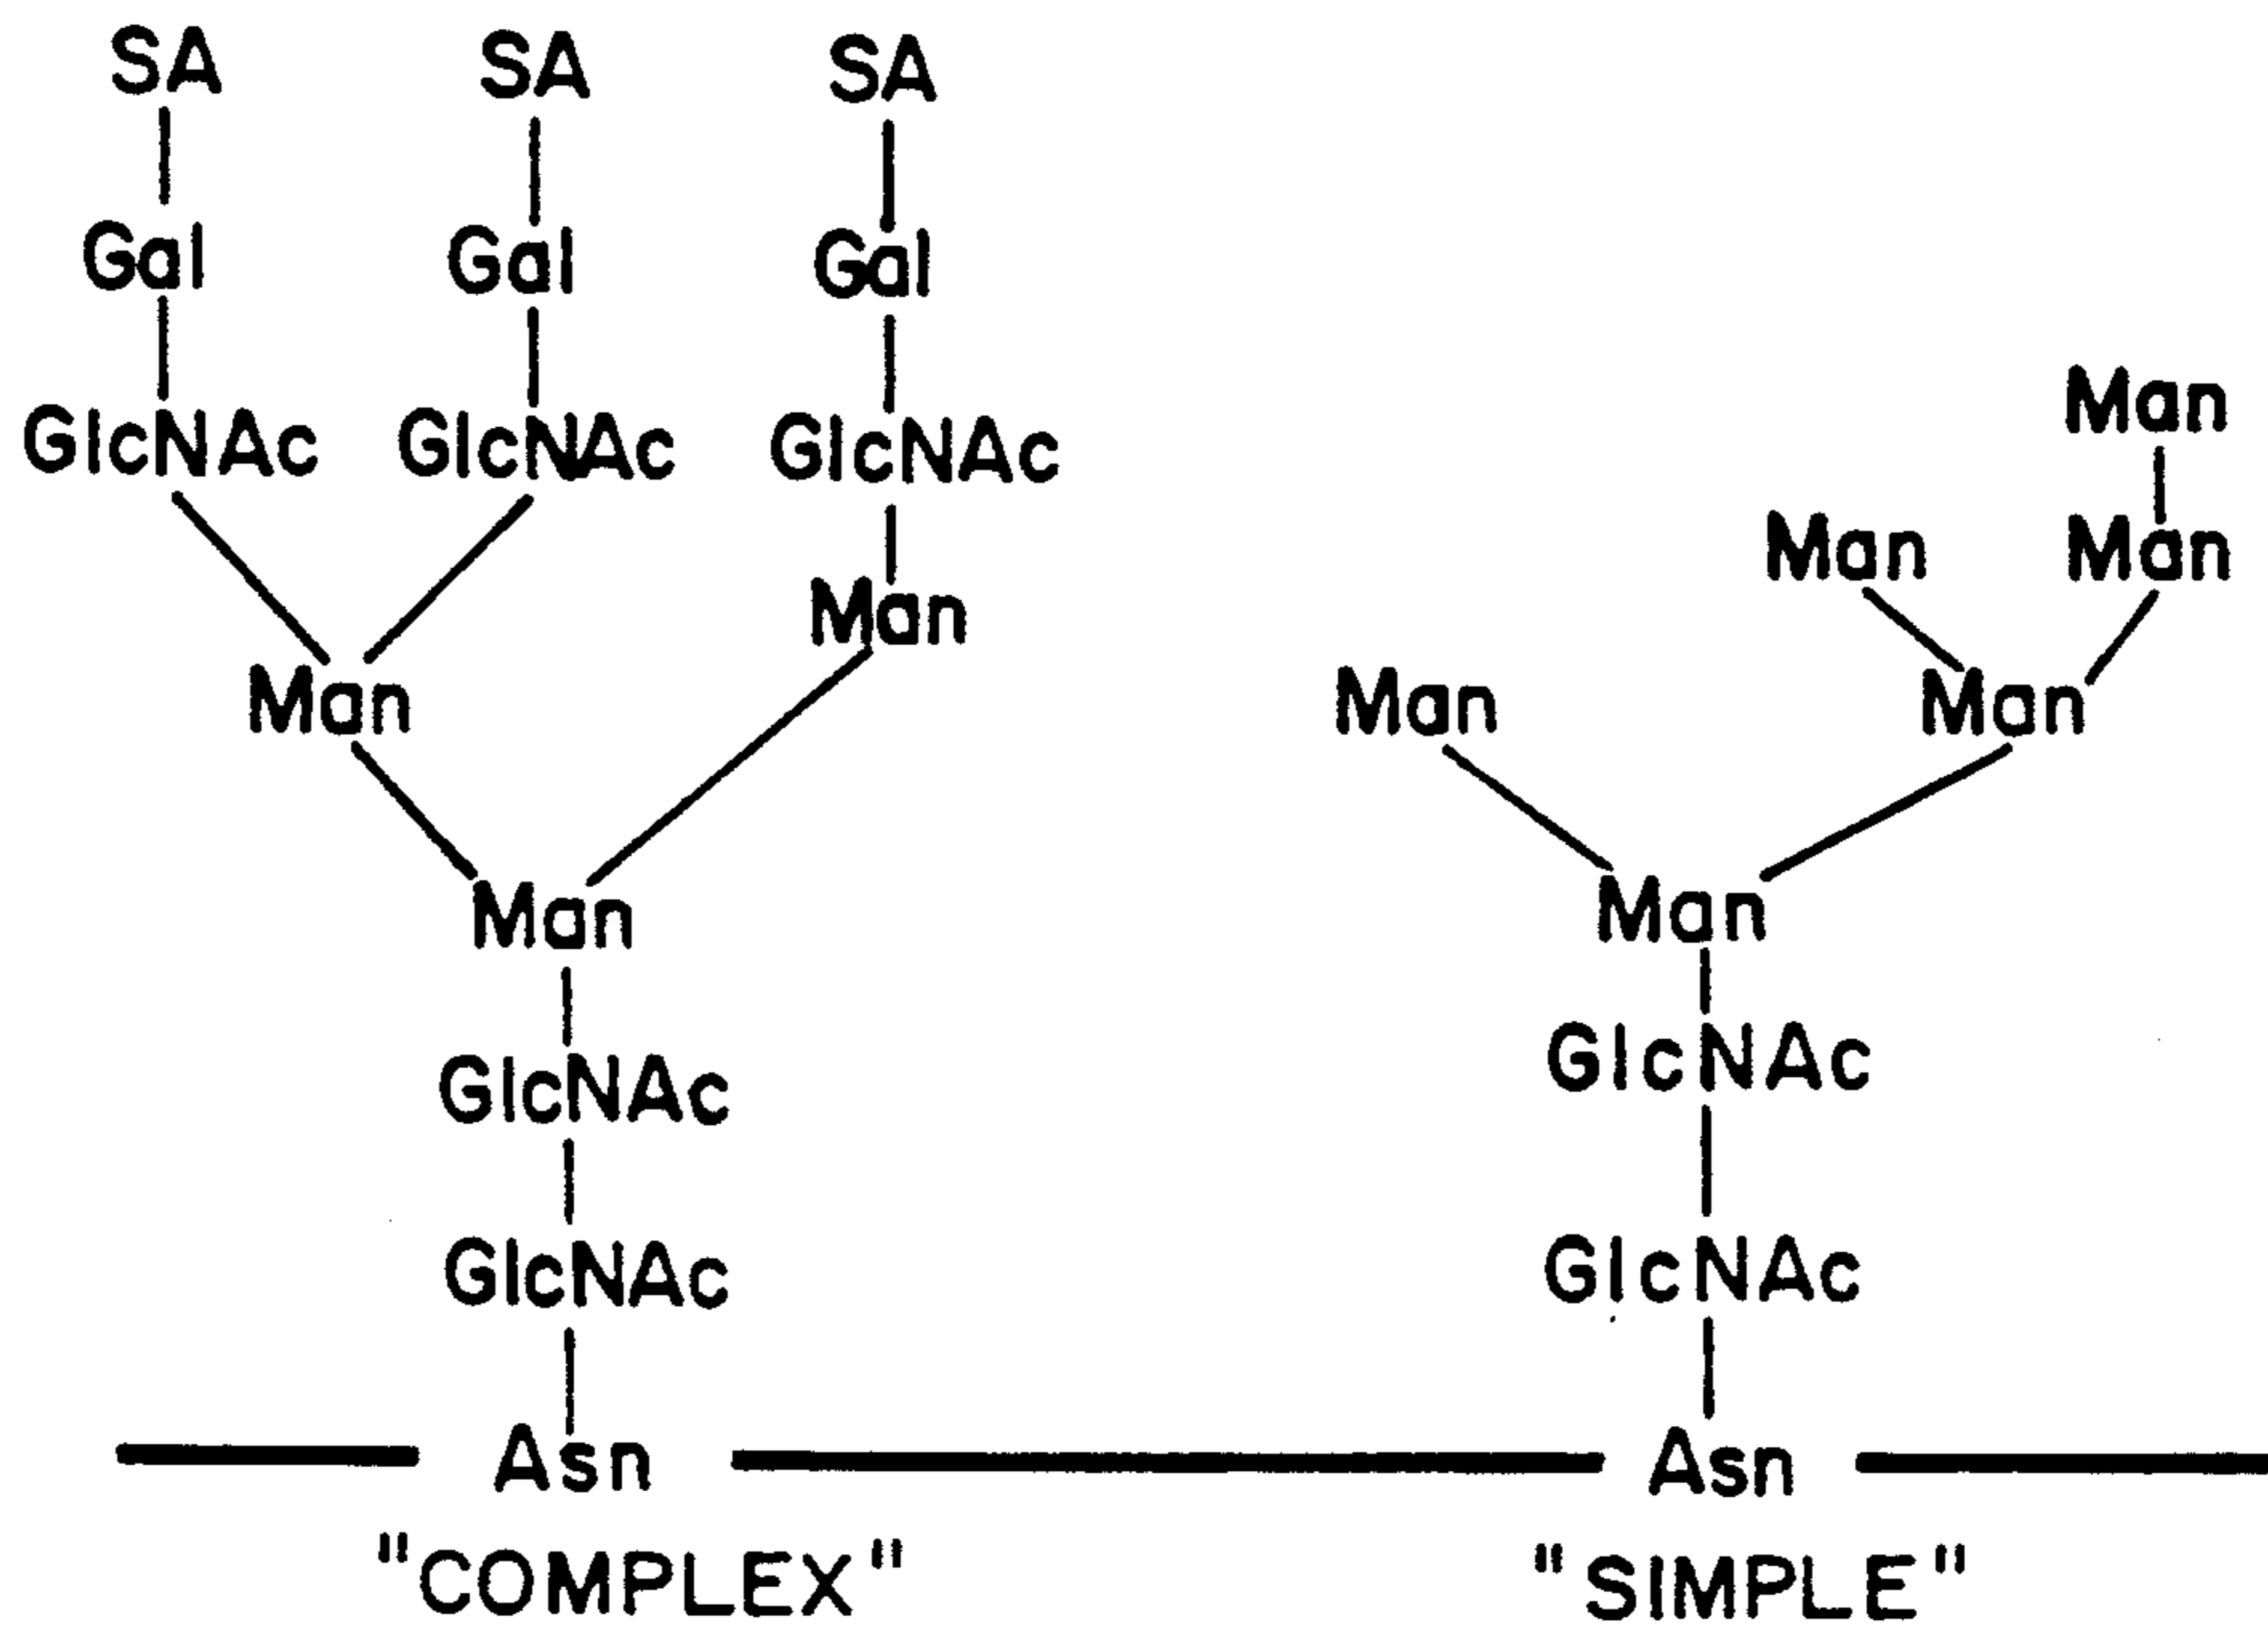 SA SA SA
Gal Gal Gal
Man
GlcNAc GlcNAc GlcNAc
Man Man
Man
Man Man Man
Man Man
GlcNAc GlcNAc
GlcNAc GlcNAc
Asn Asn
"COMPLEX" "SIMPLE"